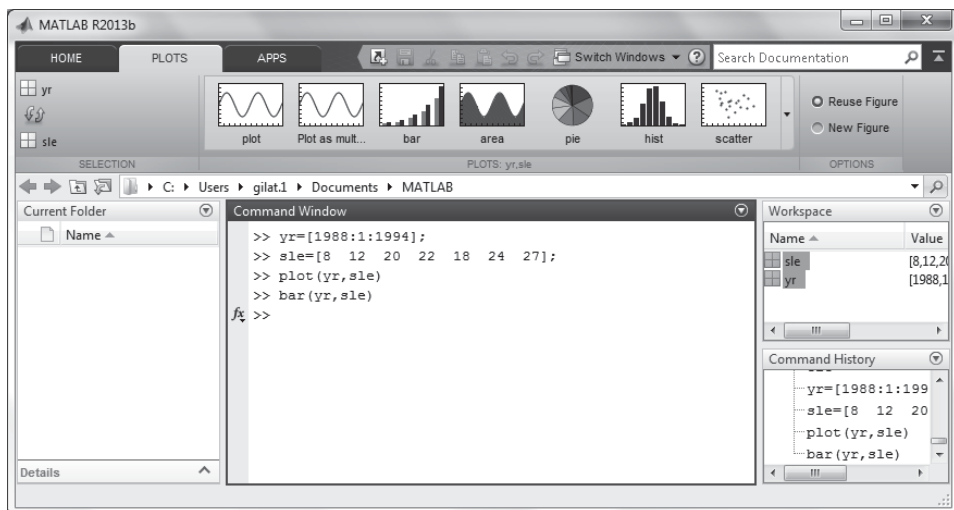 MATLAB R2013b
HOME PLOTS APPS Switch Windows Search Documentation
yr
sle
SELECTION
plot Plot as mult... bar area pie hist scatter
PLOTS: yr,sle
Reuse Figure
New Figure
OPTIONS
C: Users gilat.1 Documents MATLAB
Current Folder
Name
Details
Command Window
>> yr=[1988:1:1994];
>> sle=[8 12 20 22 18 24 27];
>> plot(yr,sle)
>> bar(yr,sle)
fx >>
Workspace
Name Value
sle [8,12,20
yr [1988,1
Command History
yr=[1988:1:199
sle=[8 12 20
plot(yr,sle)
bar(yr,sle)